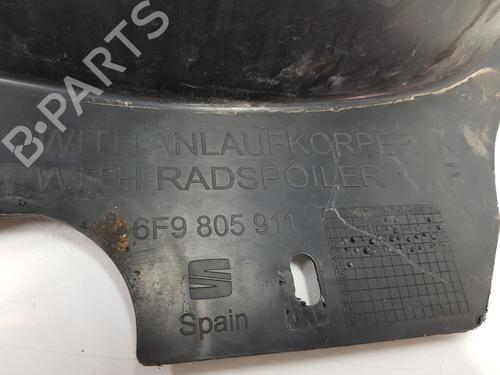 B-PARTS
WITH ANLAUFKORPER
WITH RADSPOILER P
6F9 805 911
Spain